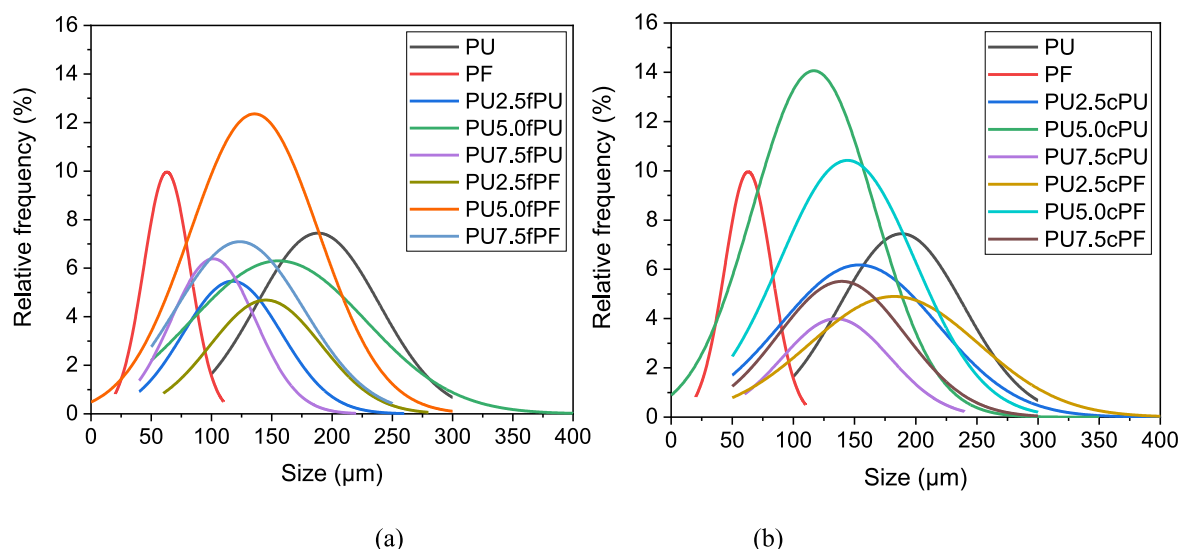 16
14
12
10
8
6
4
2
0
Relative frequency (%)
0 50 100 150 200 250 300 350 400
Size (µm)
PU
PF
PU2.5fPU
PU5.0fPU
PU7.5fPU
PU2.5fPF
PU5.0fPF
PU7.5fPF
(a)
16
14
12
10
8
6
4
2
0
Relative frequency (%)
0 50 100 150 200 250 300 350 400
Size (µm)
PU
PF
PU2.5cPU
PU5.0cPU
PU7.5cPU
PU2.5cPF
PU5.0cPF
PU7.5cPF
(b)